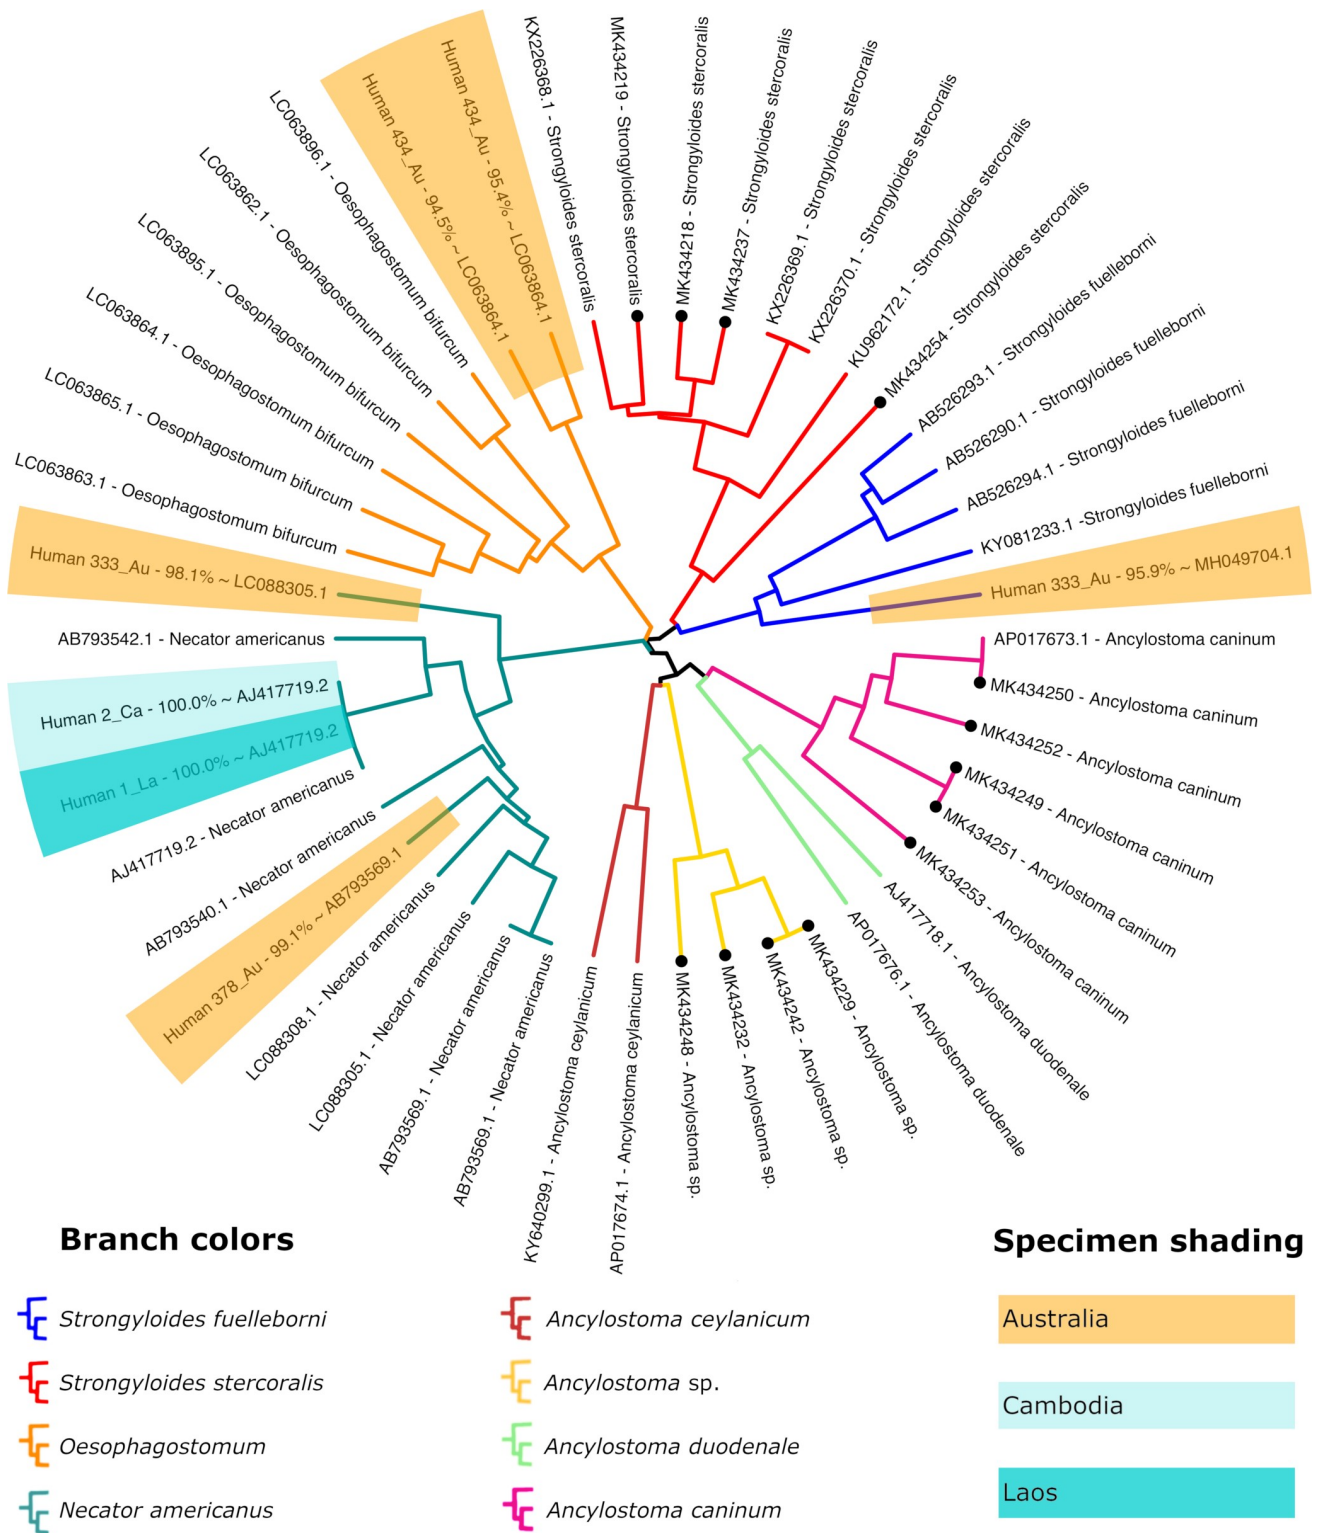 KX226368.1 - Strongyloides stercoralis
MK434219 - Strongyloides stercoralis
MK434218 - Strongyloides stercoralis
MK434237 - Strongyloides stercoralis
KX226369.1 - Strongyloides stercoralis
KX226370.1 - Strongyloides stercoralis
KU962172.1 - Strongyloides stercoralis
MK434254 - Strongyloides stercoralis
AB526293.1 - Strongyloides fuelleborni
AB526290.1 - Strongyloides fuelleborni
AB526294.1 - Strongyloides fuelleborni
KY081233.1 -Strongyloides fuelleborni
Human 333_Au - 95.9% ~ MH049704.1
AP017673.1 - Ancylostoma caninum
MK434250 - Ancylostoma caninum
MK434252 - Ancylostoma caninum
MK434249 - Ancylostoma caninum
MK434251 - Ancylostoma caninum
MK434253 - Ancylostoma caninum
AJ417718.1 - Ancylostoma duodenale
AP017676.1 - Ancylostoma duodenale
MK434229 - Ancylostoma sp.
MK434242 - Ancylostoma sp.
MK434232 - Ancylostoma sp.
MK434248 - Ancylostoma sp.
AP017674.1 - Ancylostoma ceylanicum
KY640299.1 - Ancylostoma ceylanicum
AB793569.1 - Necator americanus
AB793569.1 - Necator americanus
LC088305.1 - Necator americanus
LC088308.1 - Necator americanus
Human 378_Au - 99.1% ~ AB793569.1
AB793540.1 - Necator americanus
AJ417719.2 - Necator americanus
Human 1_La - 100.0% ~ AJ417719.2
Human 2_Ca - 100.0% ~ AJ417719.2
AB793542.1 - Necator americanus
Human 333_Au - 98.1% ~ LC088305.1
LC063863.1 - Oesophagostomum bifurcum
LC063865.1 - Oesophagostomum bifurcum
LC063864.1 - Oesophagostomum bifurcum
LC063895.1 - Oesophagostomum bifurcum
LC063862.1 - Oesophagostomum bifurcum
LC063896.1 - Oesophagostomum bifurcum
Human 434_Au - 94.5% ~ LC063864.1
Human 434_Au - 95.4% ~ LC063864.1
Branch colors
Strongyloides fuelleborni
Strongyloides stercoralis
Oesophagostomum
Necator americanus
Ancylostoma ceylanicum
Ancylostoma sp.
Ancylostoma duodenale
Ancylostoma caninum
Specimen shading
Australia
Cambodia
Laos